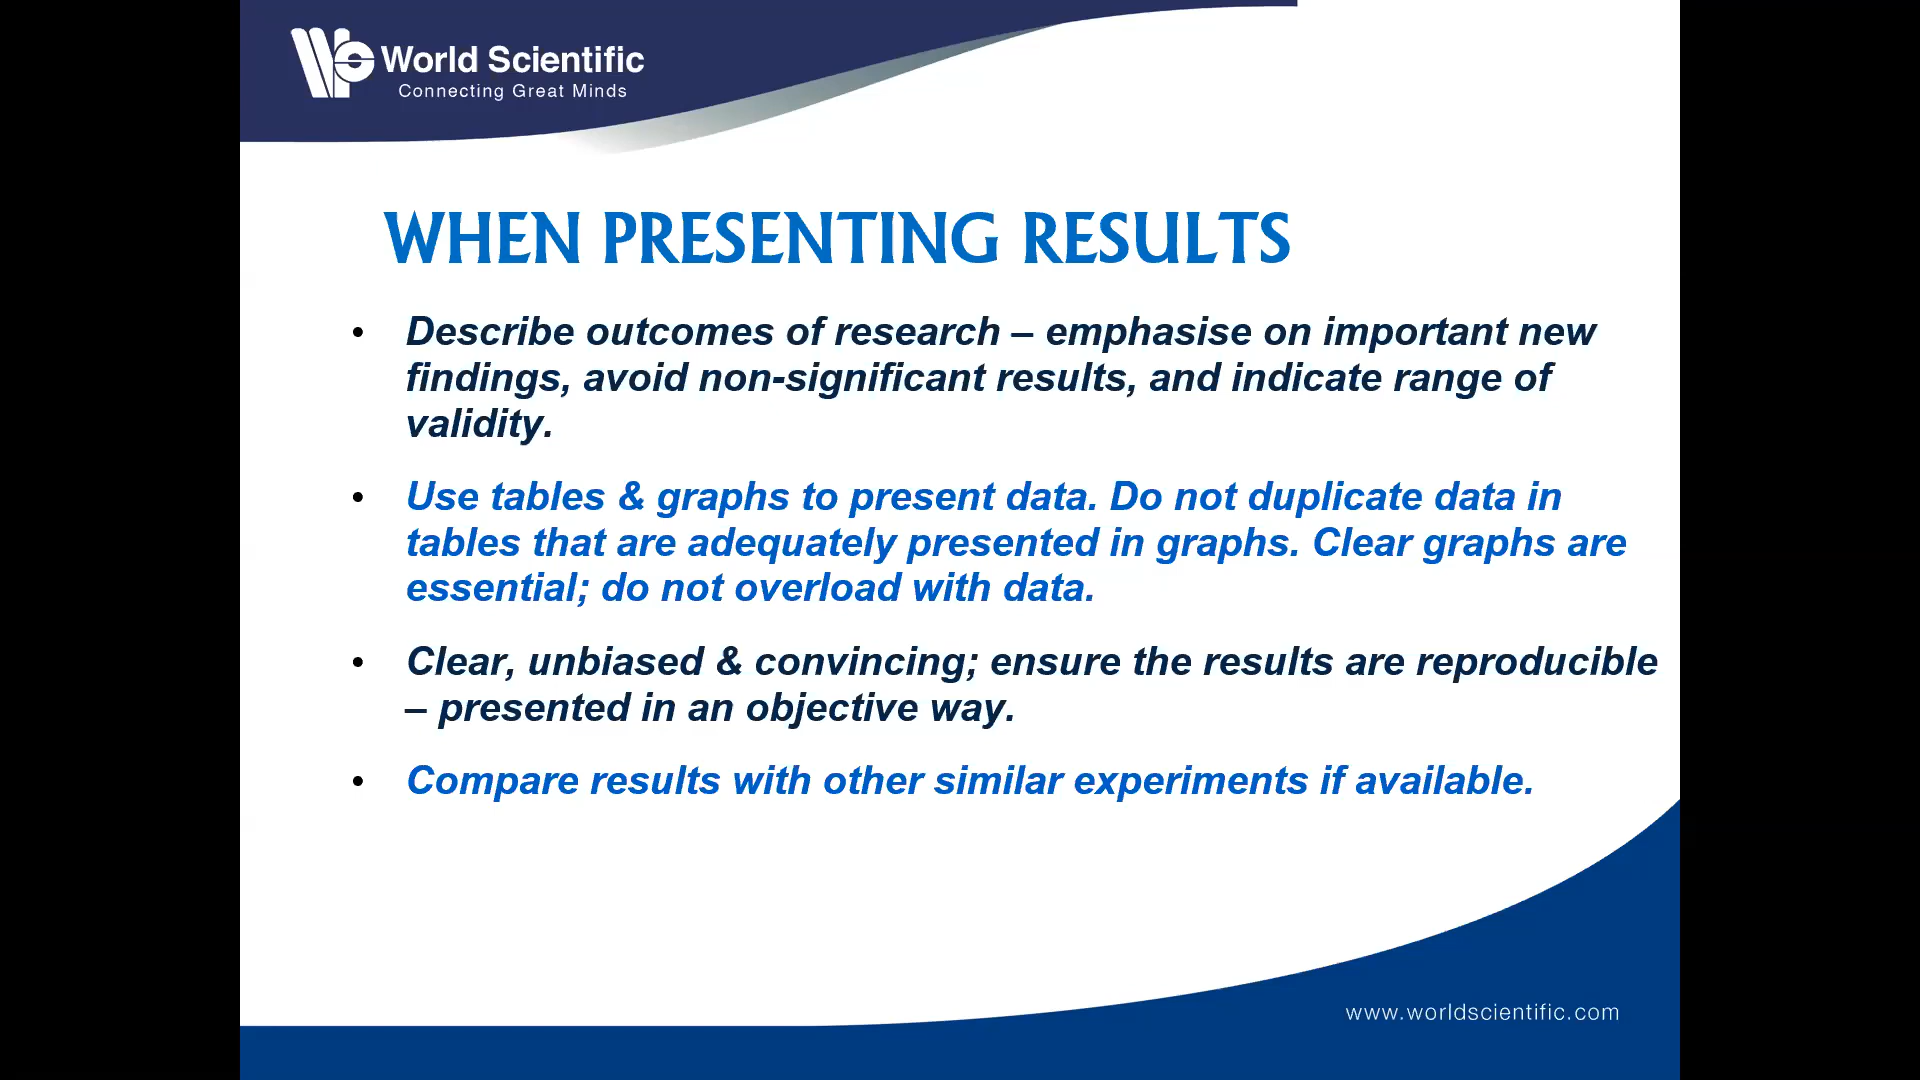 World Scientific
Connecting Great Minds
WHEN PRESENTING RESULTS
• Describe outcomes of research – emphasise on important new
findings, avoid non-significant results, and indicate range of
validity.
• Use tables & graphs to present data. Do not duplicate data in
tables that are adequately presented in graphs. Clear graphs are
essential; do not overload with data.
• Clear, unbiased & convincing; ensure the results are reproducible
– presented in an objective way.
• Compare results with other similar experiments if available.
www.worldscientific.com